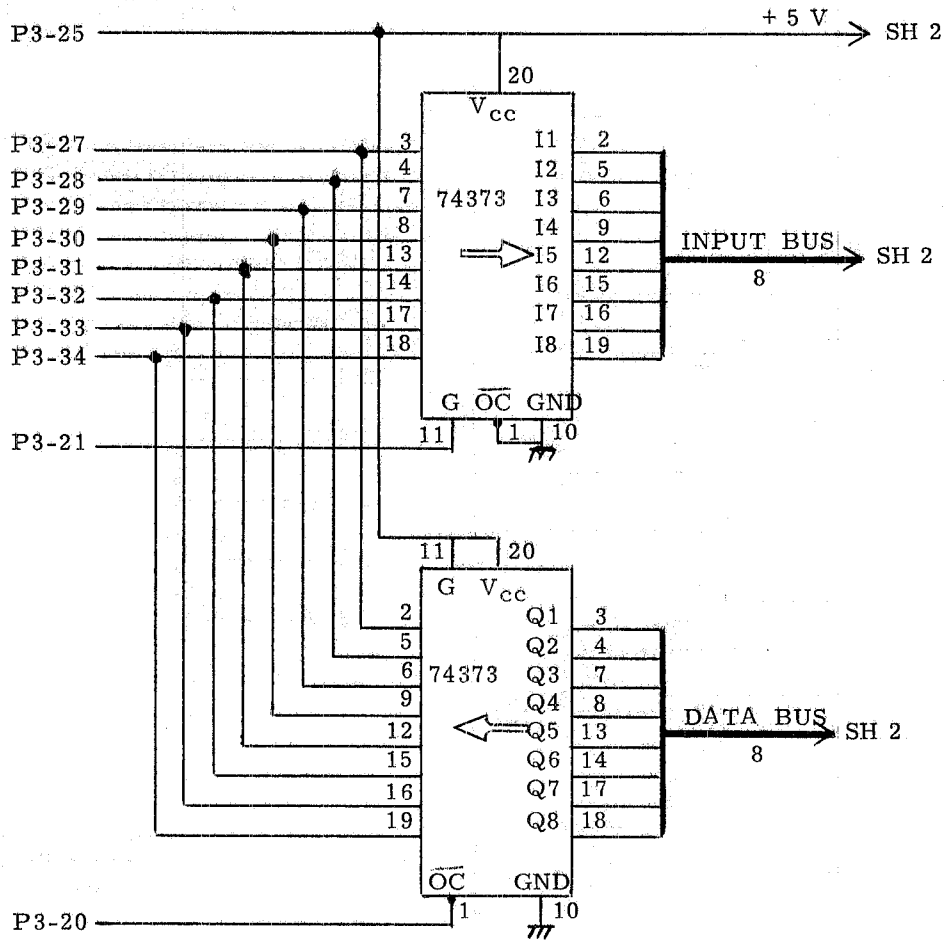 P3-25
+ 5 V
SH 2
20
Vcc
P3-27
3
I1
2
P3-28
4
I2
5
P3-29
7
74373
I3
6
P3-30
8
I4
9
P3-31
13
I5
12
INPUT BUS
SH 2
P3-32
14
I6
15
8
P3-33
17
I7
16
P3-34
18
I8
19
G
OC
GND
P3-21
11
1
10
11
20
G
Vcc
2
Q1
3
5
Q2
4
6
74373
Q3
7
9
Q4
8
12
Q5
13
DATA BUS
SH 2
15
Q6
14
8
16
Q7
17
19
Q8
18
OC
GND
P3-20
1
10